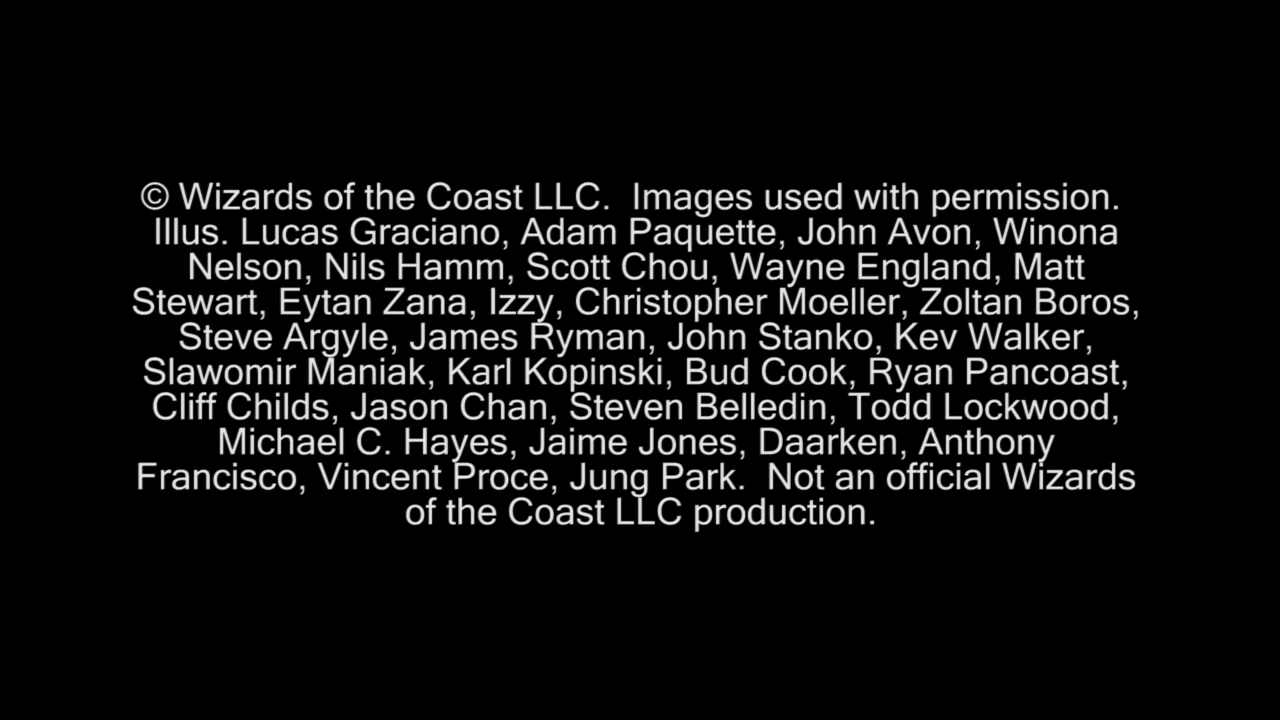 © Wizards of the Coast LLC.  Images used with permission.
Illus. Lucas Graciano, Adam Paquette, John Avon, Winona
Nelson, Nils Hamm, Scott Chou, Wayne England, Matt
Stewart, Eytan Zana, Izzy, Christopher Moeller, Zoltan Boros,
Steve Argyle, James Ryman, John Stanko, Kev Walker,
Slawomir Maniak, Karl Kopinski, Bud Cook, Ryan Pancoast,
Cliff Childs, Jason Chan, Steven Belledin, Todd Lockwood,
Michael C. Hayes, Jaime Jones, Daarken, Anthony
Francisco, Vincent Proce, Jung Park.  Not an official Wizards
of the Coast LLC production.